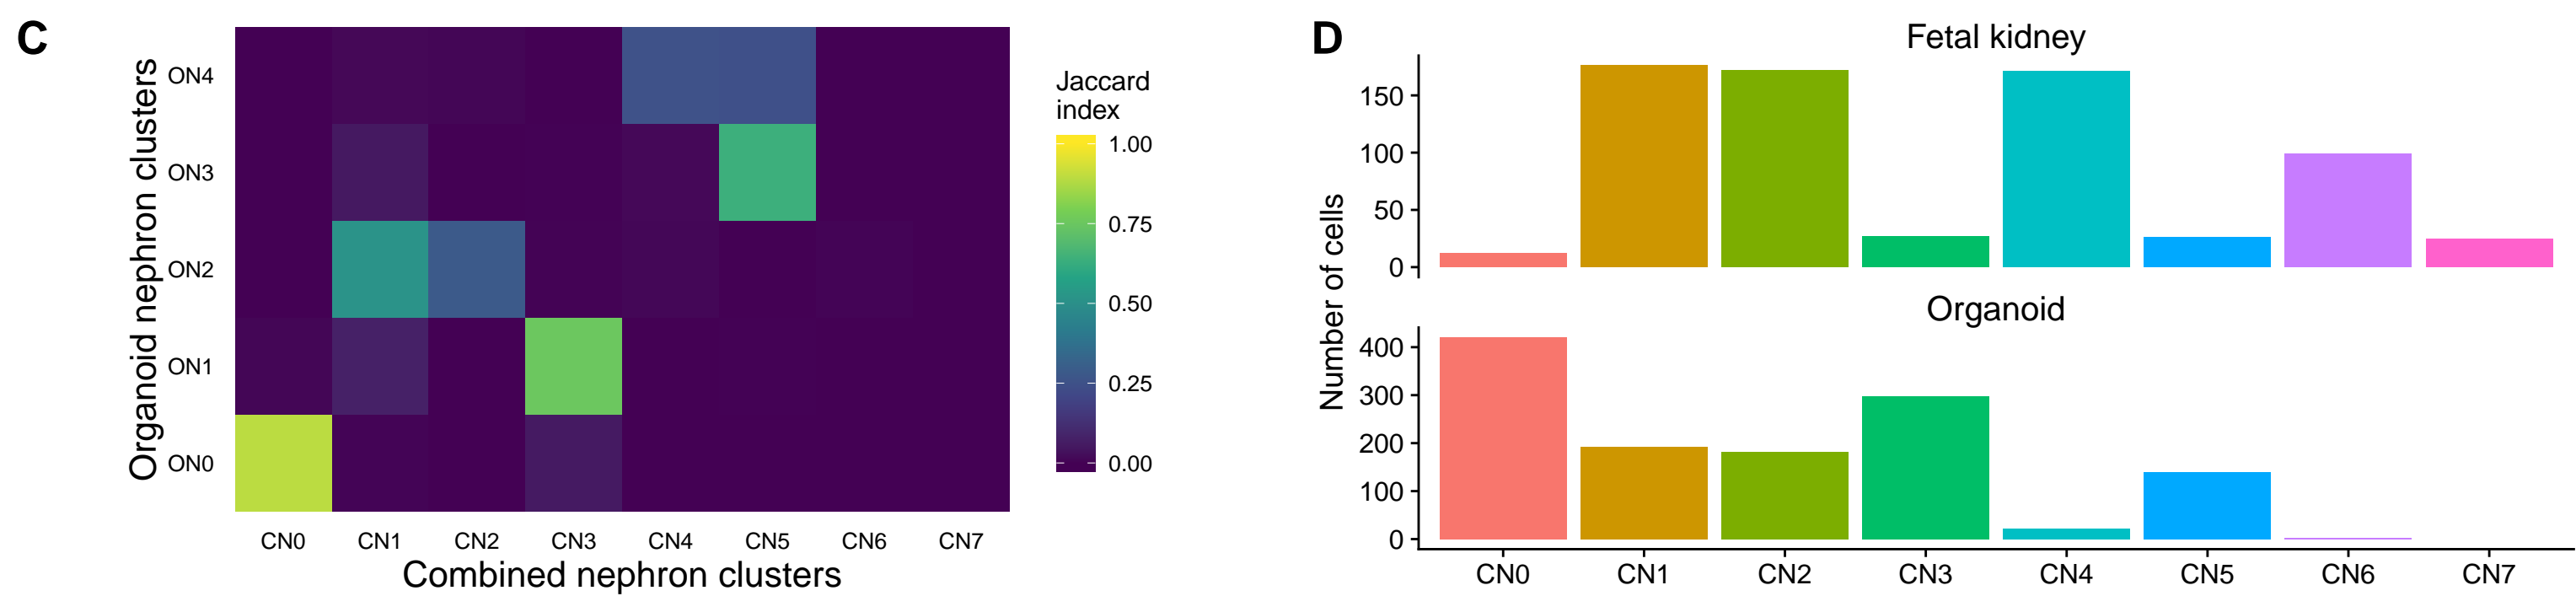 C
Organoid nephron clusters
ON4
ON3
ON2
ON1
ON0
CN0 CN1 CN2 CN3 CN4 CN5 CN6 CN7
Combined nephron clusters
Jaccard
index
1.00
0.75
0.50
0.25
0.00
D
Number of cells
Fetal kidney
150
100
50
0
Organoid
400
300
200
100
0
CN0 CN1 CN2 CN3 CN4 CN5 CN6 CN7